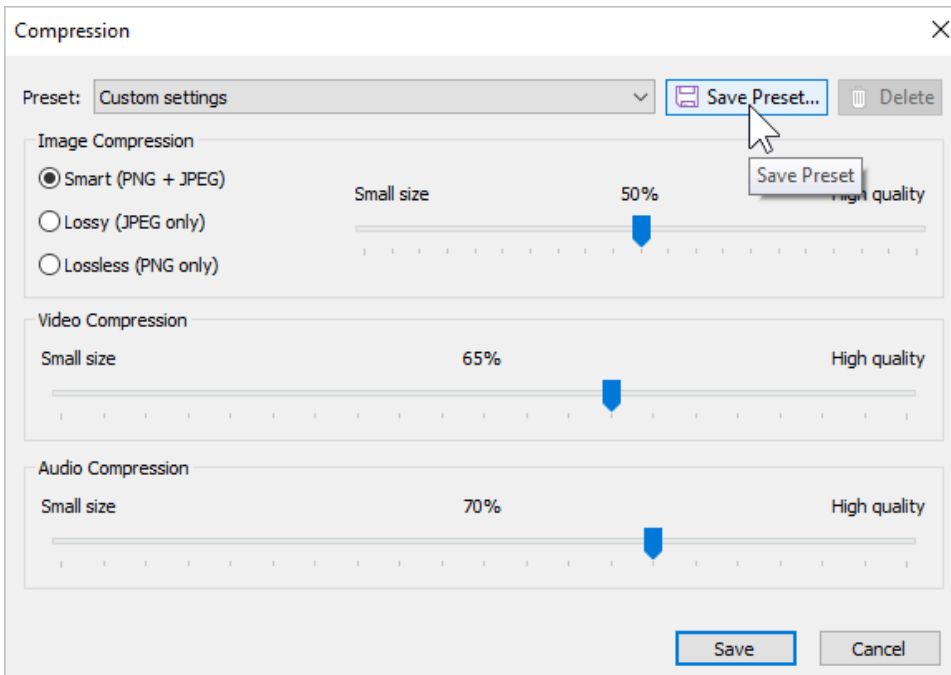 Compression
Preset: Custom settings Save Preset... Delete
Image Compression
Smart (PNG + JPEG)
Lossy (JPEG only)
Lossless (PNG only)
Small size 50% High quality
Save Preset
Video Compression
Small size 65% High quality
Audio Compression
Small size 70% High quality
Save Cancel